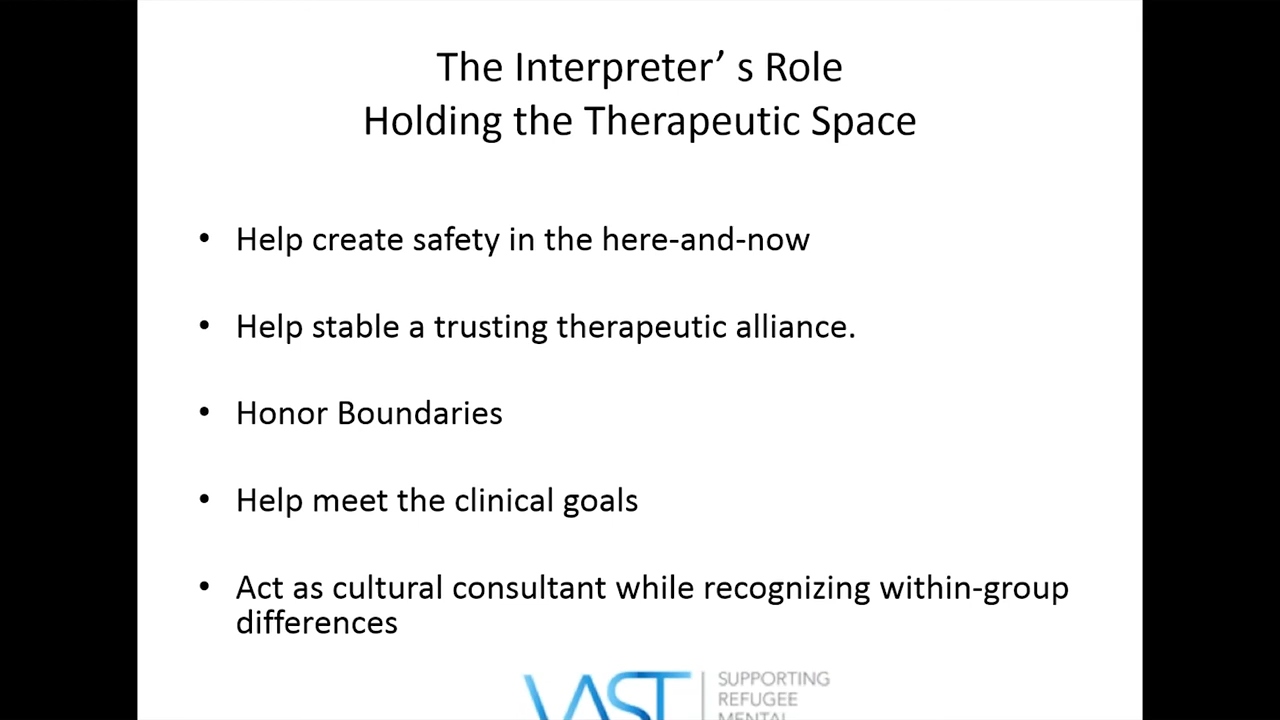 The Interpreter’ s Role
Holding the Therapeutic Space
• Help create safety in the here-and-now
• Help stable a trusting therapeutic alliance.
• Honor Boundaries
• Help meet the clinical goals
• Act as cultural consultant while recognizing within-group
differences
VAST
SUPPORTING
REFUGEE
MENTAL